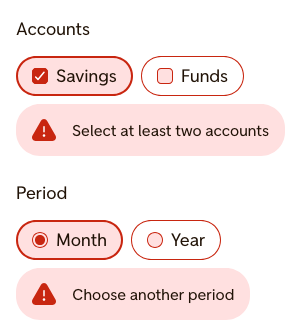 Accounts
Savings
Funds
Select at least two accounts
Period
Month
Year
Choose another period